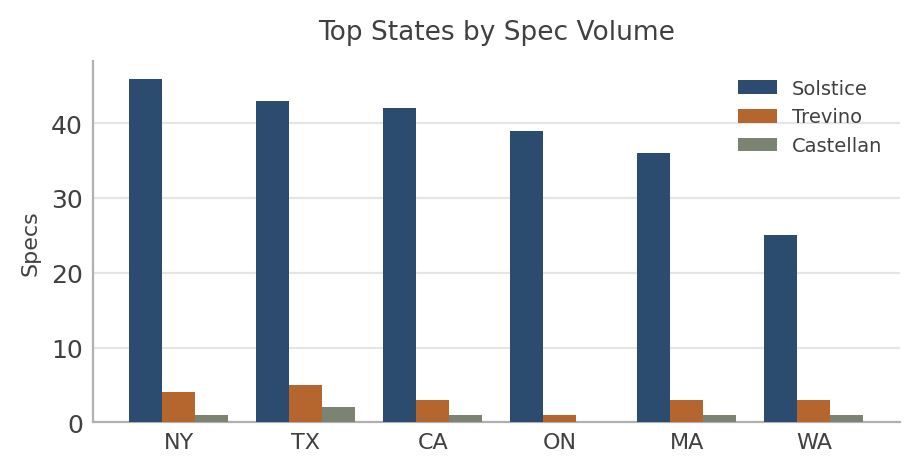 Top States by Spec Volume
Solstice
Trevino
Castellan
Specs
40
30
20
10
0
NY TX CA ON MA WA